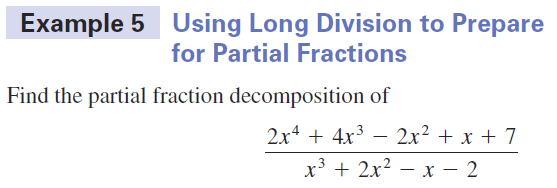 Example 5 Using Long Division to Prepare
for Partial Fractions
Find the partial fraction decomposition of
2x⁴ + 4x³ − 2x² + x + 7
x³ + 2x² − x − 2